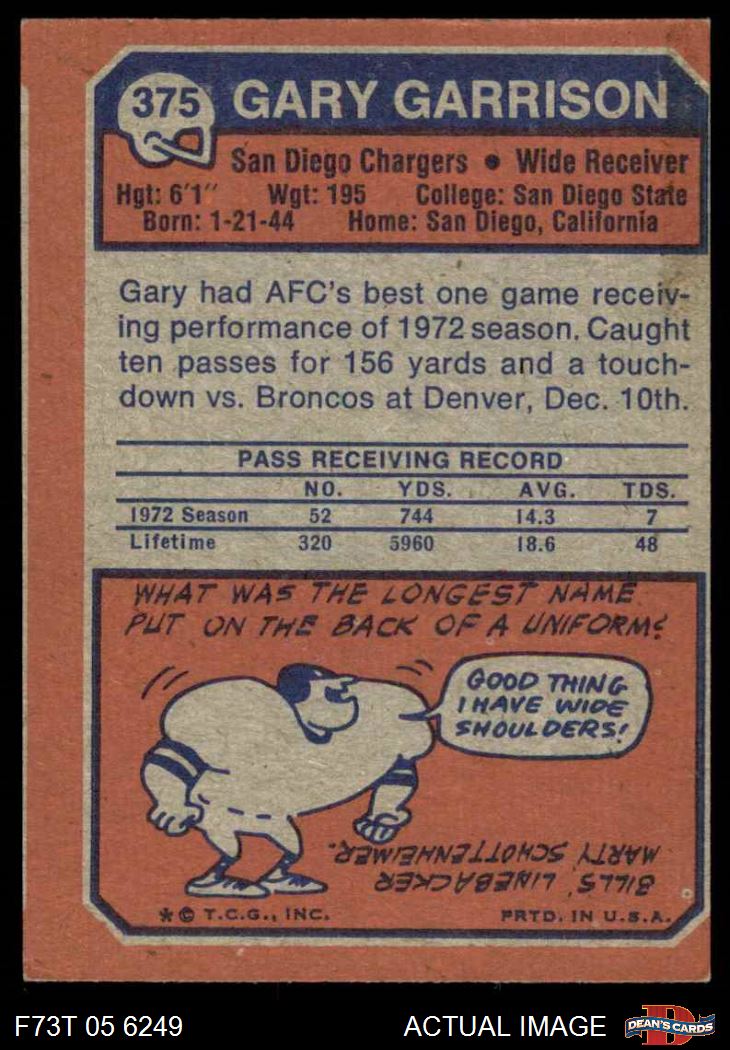 375 GARY GARRISON
San Diego Chargers • Wide Receiver
Hgt: 6'1" Wgt: 195 College: San Diego State
Born: 1-21-44 Home: San Diego, California
Gary had AFC's best one game receiv-
ing performance of 1972 season. Caught
ten passes for 156 yards and a touch-
down vs. Broncos at Denver, Dec. 10th.
PASS RECEIVING RECORD
NO. YDS. AVG. TDS.
1972 Season 52 744 14.3 7
Lifetime 320 5960 18.6 48
WHAT WAS THE LONGEST NAME
PUT ON THE BACK OF A UNIFORM?
GOOD THING
I HAVE WIDE
SHOULDERS!
BILLS' LINEBACKER
MARTY SCHOTTENHEIMER.
* © T.C.G., INC. PRTD. IN U.S.A.
F73T 05 6249 ACTUAL IMAGE
D
DEAN'S CARDS